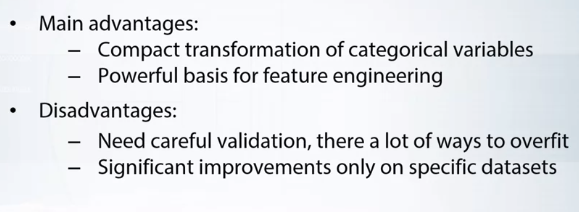 • Main advantages:
– Compact transformation of categorical variables
– Powerful basis for feature engineering
• Disadvantages:
– Need careful validation, there a lot of ways to overfit
– Significant improvements only on specific datasets